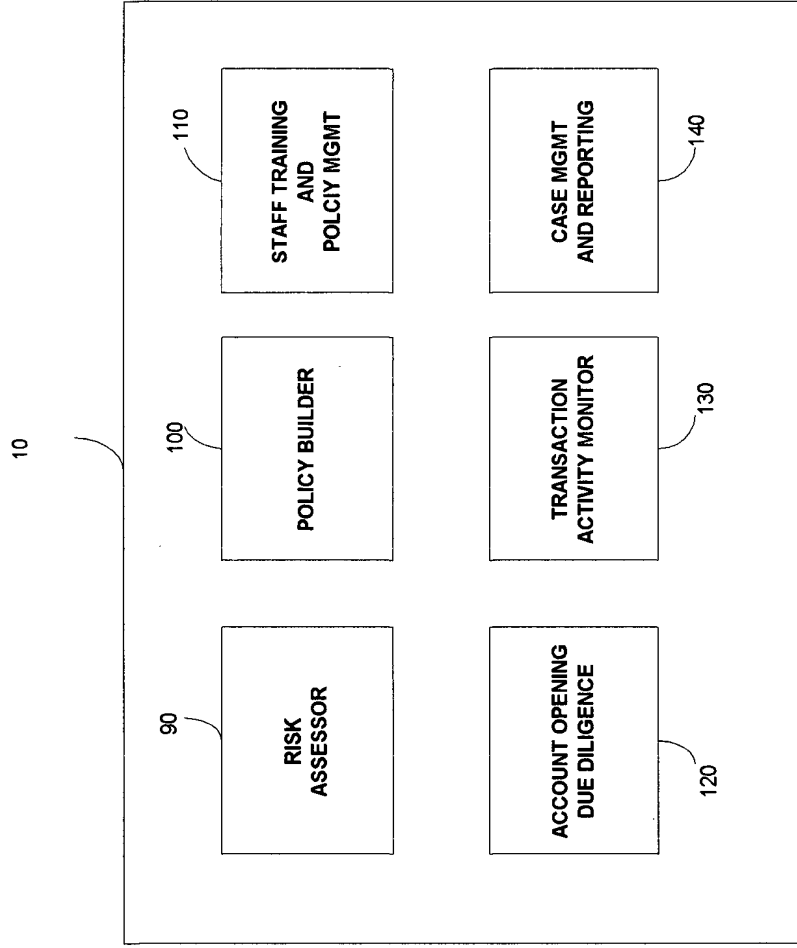 10
90
RISK
ASSESSOR
100
POLICY BUILDER
110
STAFF TRAINING
AND
POLCIY MGMT
ACCOUNT OPENING
DUE DILIGENCE
120
TRANSACTION
ACTIVITY MONITOR
130
CASE MGMT
AND REPORTING
140